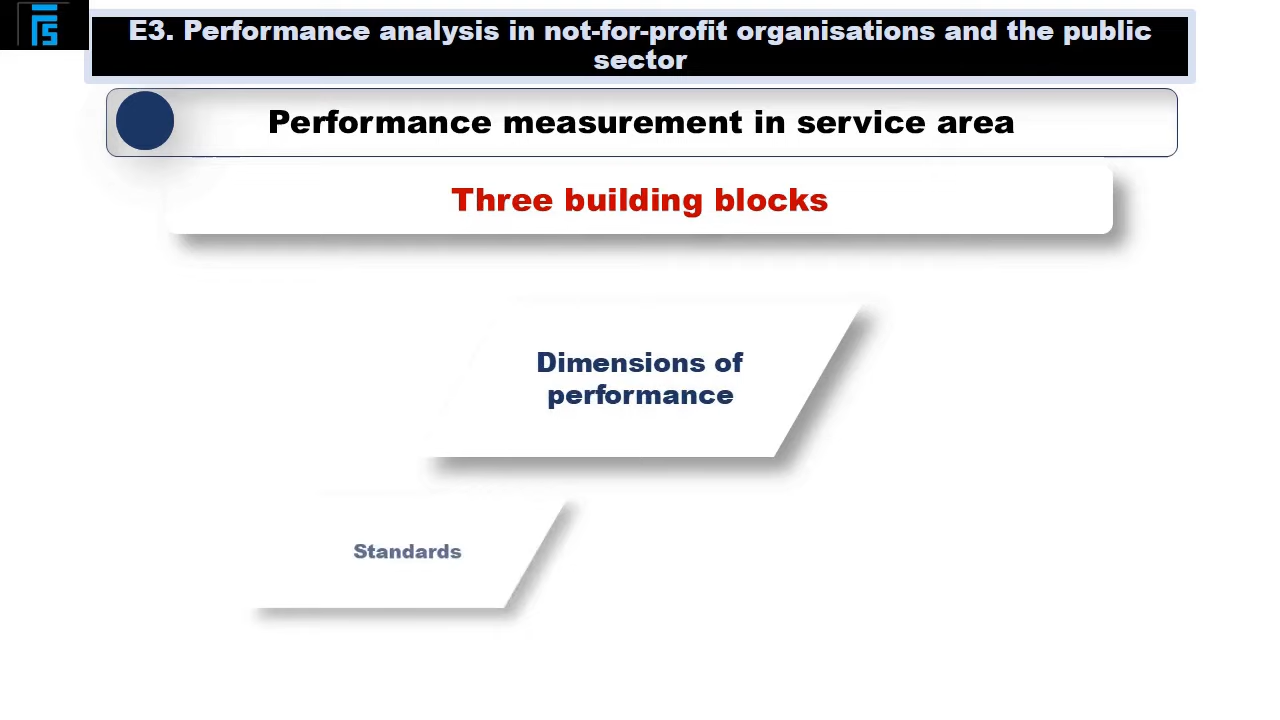 E3. Performance analysis in not-for-profit organisations and the public
sector
Performance measurement in service area
Three building blocks
Dimensions of
performance
Standards